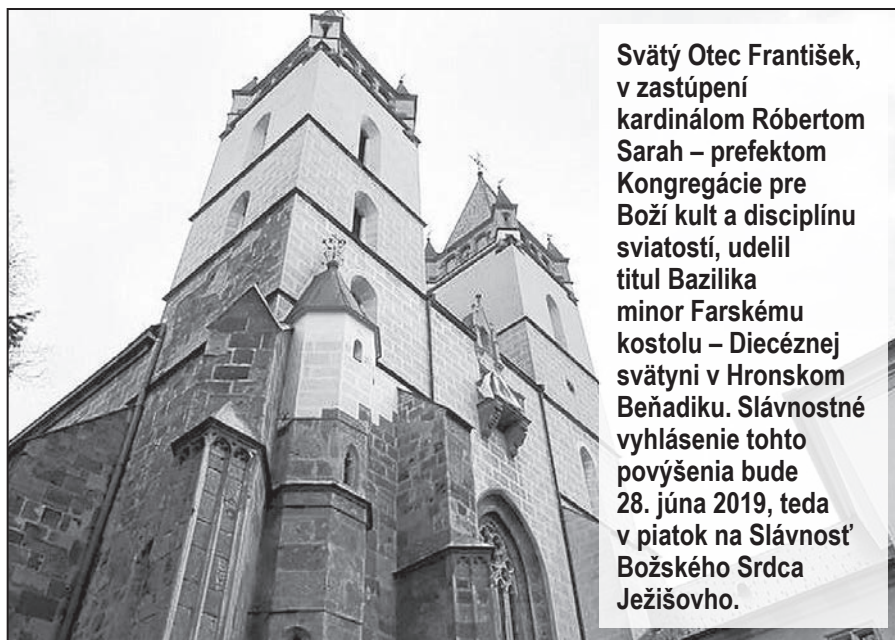 Svätý Otec František,
v zastúpení
kardinálom Róbertom
Sarah – prefektom
Kongregácie pre
Boží kult a disciplínu
sviatostí, udelil
titul Bazilika
minor Farskému
kostolu – Diecéznej
svätyni v Hronskom
Beňadiku. Slávnostné
vyhlásenie tohto
povýšenia bude
28. júna 2019, teda
v piatok na Slávnosť
Božského Srdca
Ježišovho.